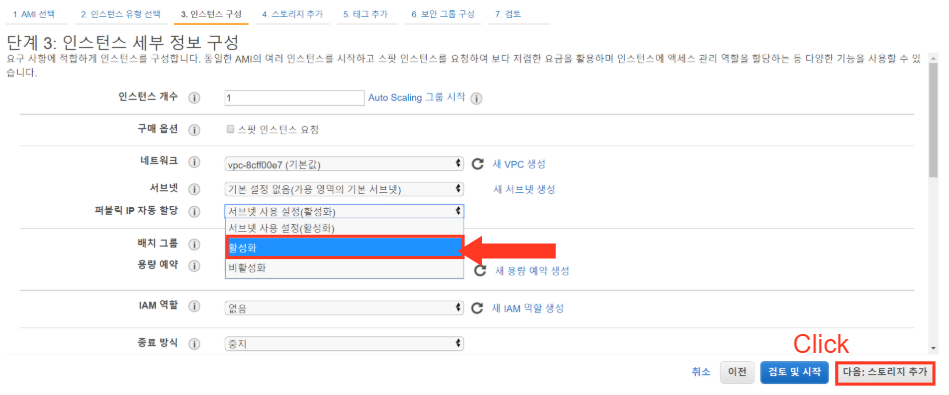 1. AMI 선택 2. 인스턴스 유형 선택 3. 인스턴스 구성 4. 스토리지 추가 5. 태그 추가 6. 보안 그룹 구성 7. 검토
단계 3: 인스턴스 세부 정보 구성
요구 사항에 적합하게 인스턴스를 구성합니다. 동일한 AMI의 여러 인스턴스를 시작하고 스팟 인스턴스를 요청하여 보다 저렴한 요금을 활용하며 인스턴스에 액세스 관리 역할을 할당하는 등 다양한 기능을 사용할 수 있
습니다.
인스턴스 개수 i 1 Auto Scaling 그룹 시작 i
구매 옵션 i 스팟 인스턴스 요청
네트워크 i vpc-8cff00e7 (기본값) 새 VPC 생성
서브넷 i 기본 설정 없음(가용 영역의 기본 서브넷) 새 서브넷 생성
퍼블릭 IP 자동 할당 i 서브넷 사용 설정(활성화)
서브넷 사용 설정(활성화)
배치 그룹 i 활성화
용량 예약 i 비활성화 새 용량 예약 생성
IAM 역할 i 없음 새 IAM 역할 생성
종료 방식 i 중지
Click
취소 이전 검토 및 시작 다음: 스토리지 추가